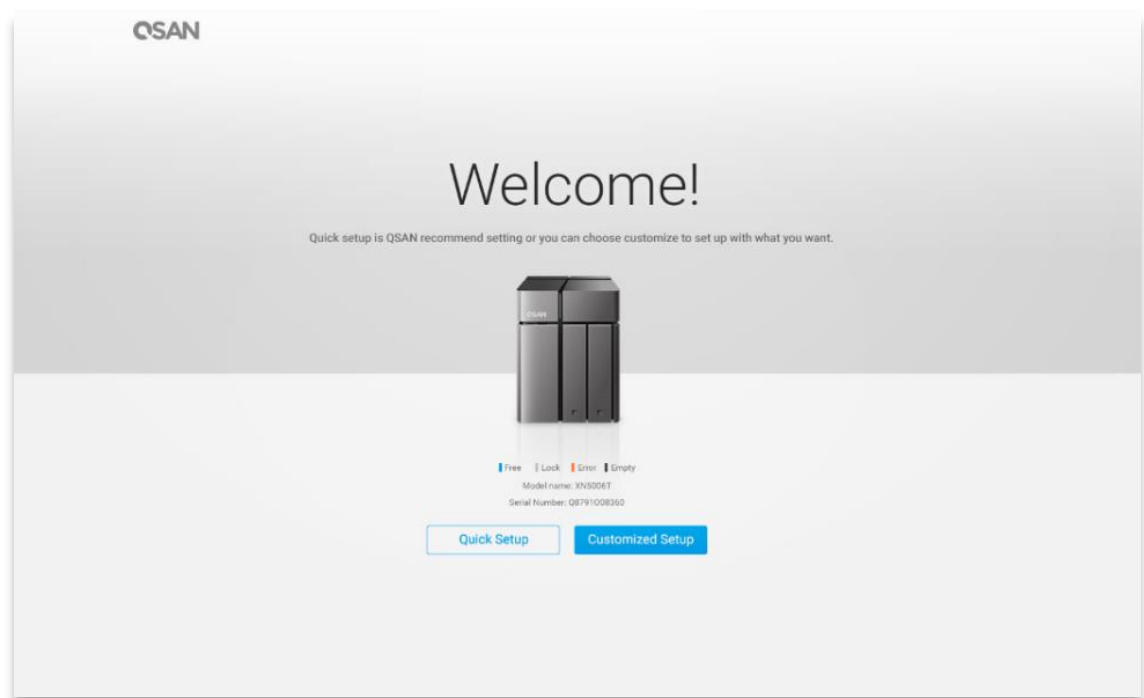 QSAN
Welcome!
Quick setup is QSAN recommend setting or you can choose customize to set up with what you want.
QSAN
Free Lock Error Empty
Model name: XN5006T
Serial Number: Q8791O08360
Quick Setup Customized Setup